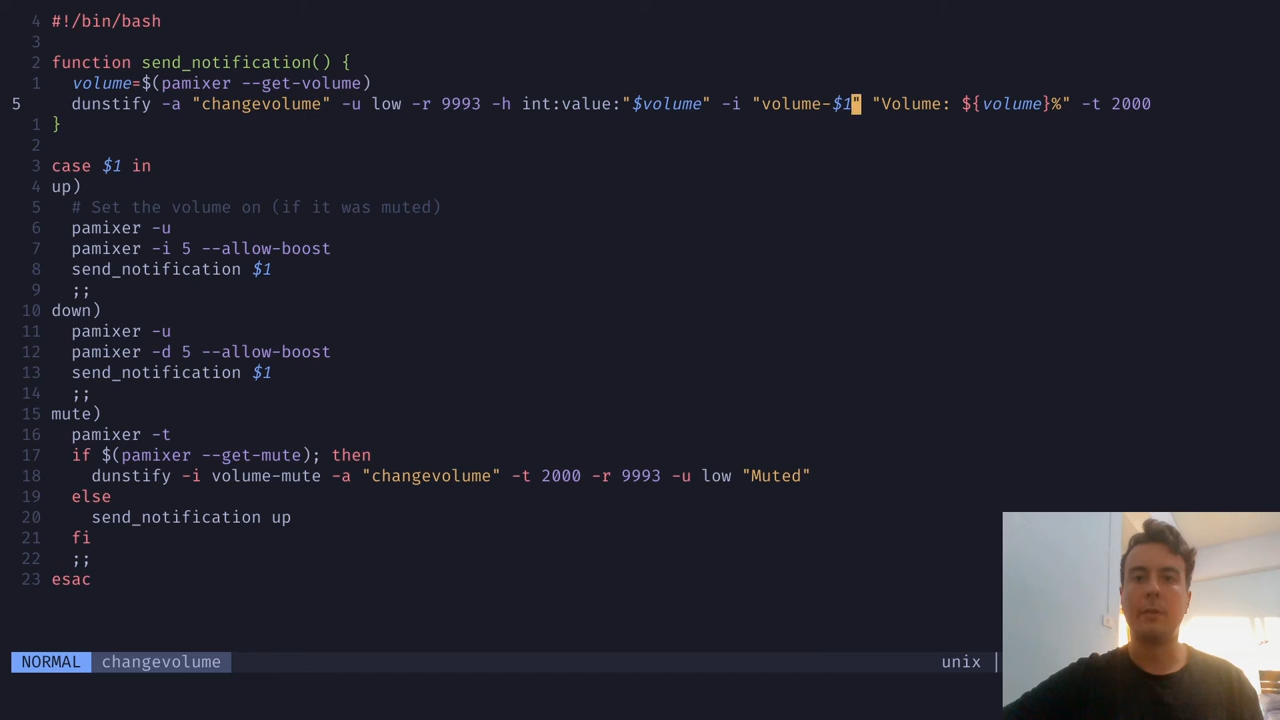 4 #!/bin/bash
3
2 function send_notification() {
1 volume=$(pamixer --get-volume)
5 dunstify -a "changevolume" -u low -r 9993 -h int:value:"$volume" -i "volume-$1" "Volume: ${volume}%" -t 2000
1 }
2
3 case $1 in
4 up)
5 # Set the volume on (if it was muted)
6 pamixer -u
7 pamixer -i 5 --allow-boost
8 send_notification $1
9 ;;
10 down)
11 pamixer -u
12 pamixer -d 5 --allow-boost
13 send_notification $1
14 ;;
15 mute)
16 pamixer -t
17 if $(pamixer --get-mute); then
18 dunstify -i volume-mute -a "changevolume" -t 2000 -r 9993 -u low "Muted"
19 else
20 send_notification up
21 fi
22 ;;
23 esac
NORMAL changevolume unix